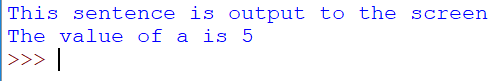 This sentence is output to the screen
The value of a is 5
>>>